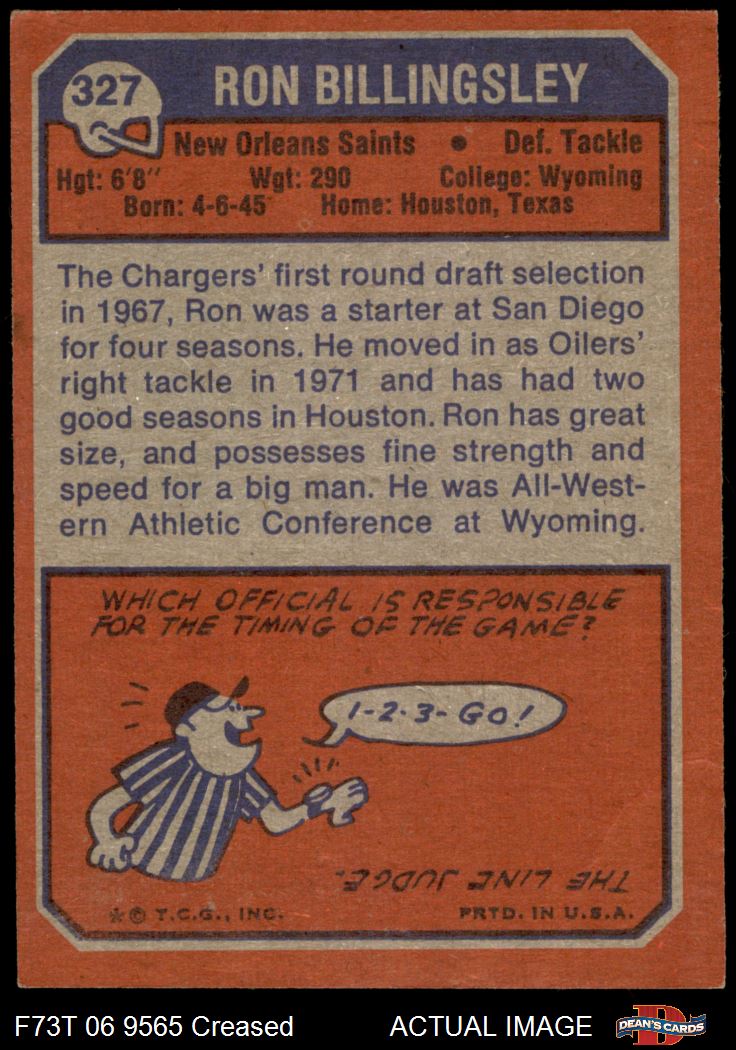 327
RON BILLINGSLEY
New Orleans Saints • Def. Tackle
Hgt: 6'8" Wgt: 290 College: Wyoming
Born: 4-6-45 Home: Houston, Texas
The Chargers' first round draft selection
in 1967, Ron was a starter at San Diego
for four seasons. He moved in as Oilers'
right tackle in 1971 and has had two
good seasons in Houston. Ron has great
size, and possesses fine strength and
speed for a big man. He was All-West-
ern Athletic Conference at Wyoming.
WHICH OFFICIAL IS RESPONSIBLE
FOR THE TIMING OF THE GAME?
1-2-3-GO!
THE LINE JUDGE.
*© T.C.G., INC. PRTD. IN U.S.A.
F73T 06 9565 Creased ACTUAL IMAGE
D
DEAN'S CARDS